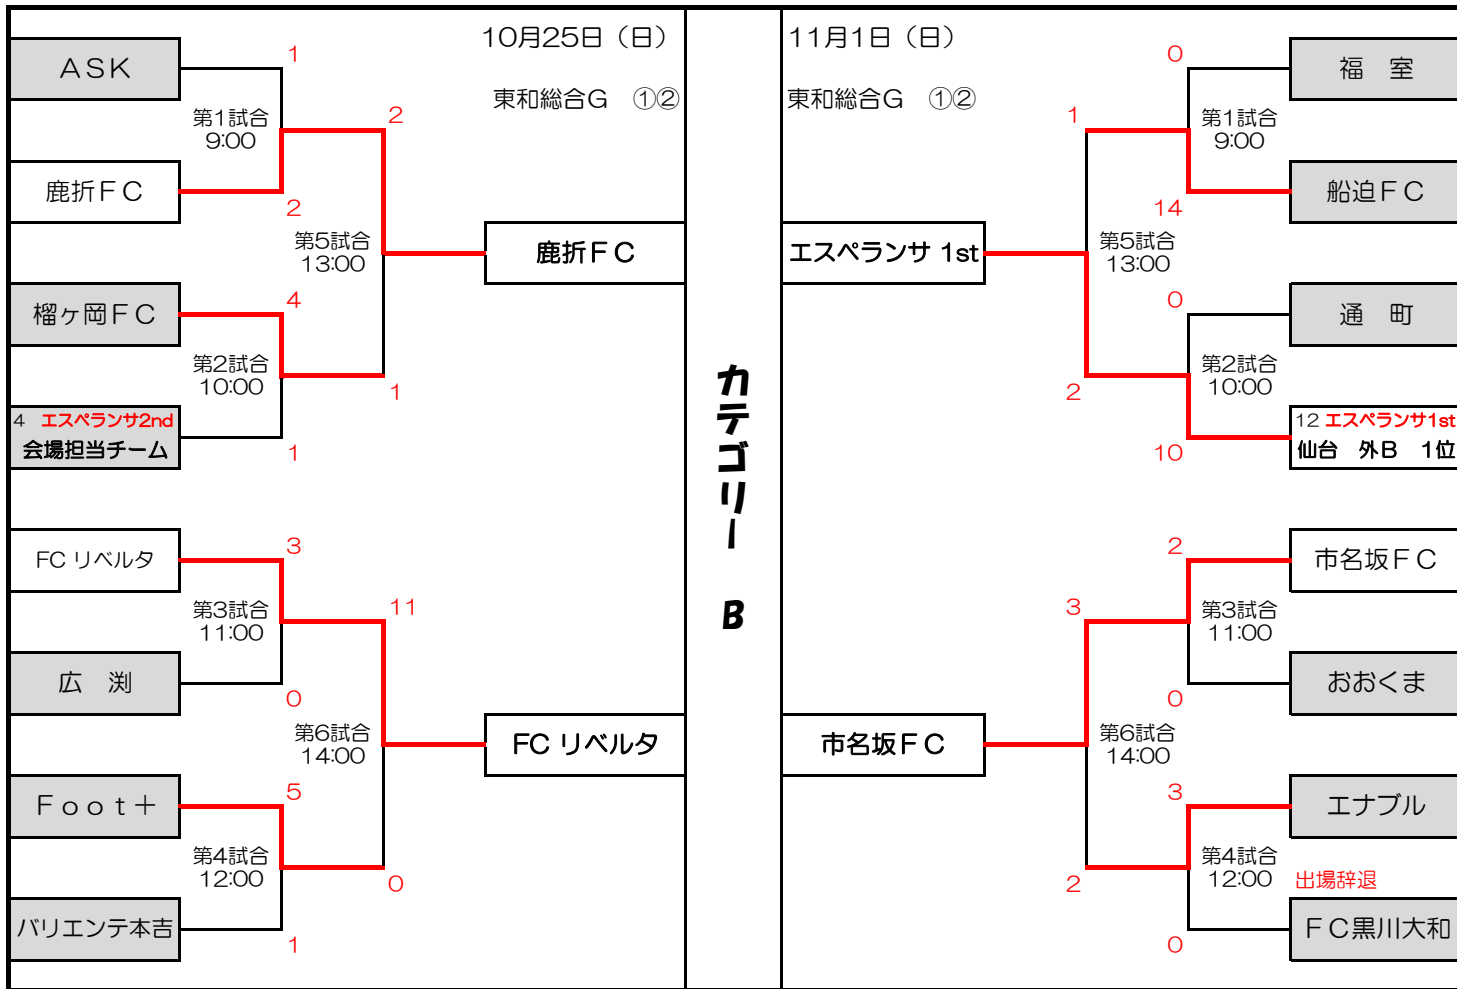 10月25日（日）
東和総合G　①②
ASK
1
第1試合
9:00
2
鹿折FC
2
第5試合
13:00
鹿折FC
榴ヶ岡FC
4
第2試合
10:00
1
4 エスペランサ2nd
会場担当チーム
1
FC リベルタ
3
第3試合
11:00
11
広　渕
0
第6試合
14:00
FC リベルタ
Foot＋
5
第4試合
12:00
0
バリエンテ本吉
1
カテゴリー B
11月1日（日）
東和総合G　①②
0
福　室
1
第1試合
9:00
14
船迫FC
エスペランサ 1st
第5試合
13:00
0
通　町
第2試合
10:00
2
10
12 エスペランサ1st
仙台　外B　1位
2
市名坂FC
3
第3試合
11:00
0
おおくま
市名坂FC
第6試合
14:00
3
エナブル
第4試合
12:00
出場辞退
2
0
FC黒川大和